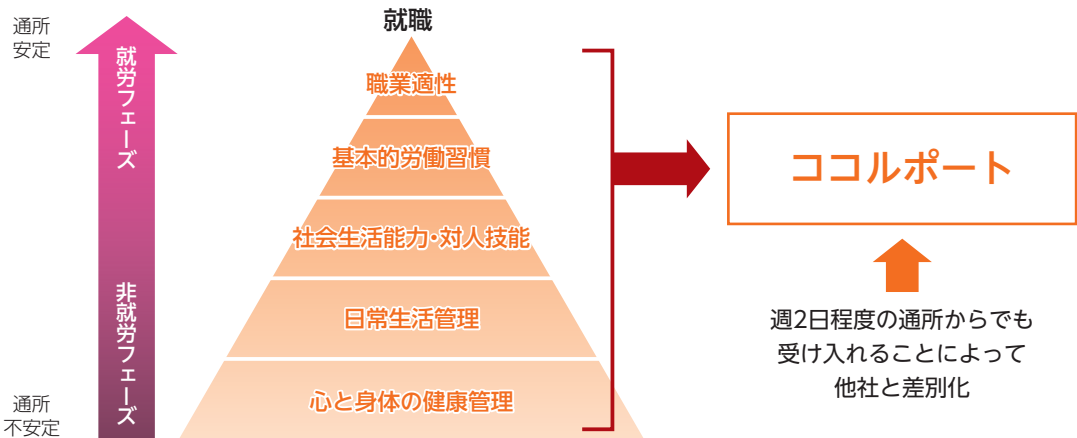 就職
通所
安定
就労フェーズ
職業適性
基本的労働習慣
社会生活能力・対人技能
日常生活管理
心と身体の健康管理
非就労フェーズ
通所
不安定
ココルポート
週2日程度の通所からでも
受け入れることによって
他社と差別化